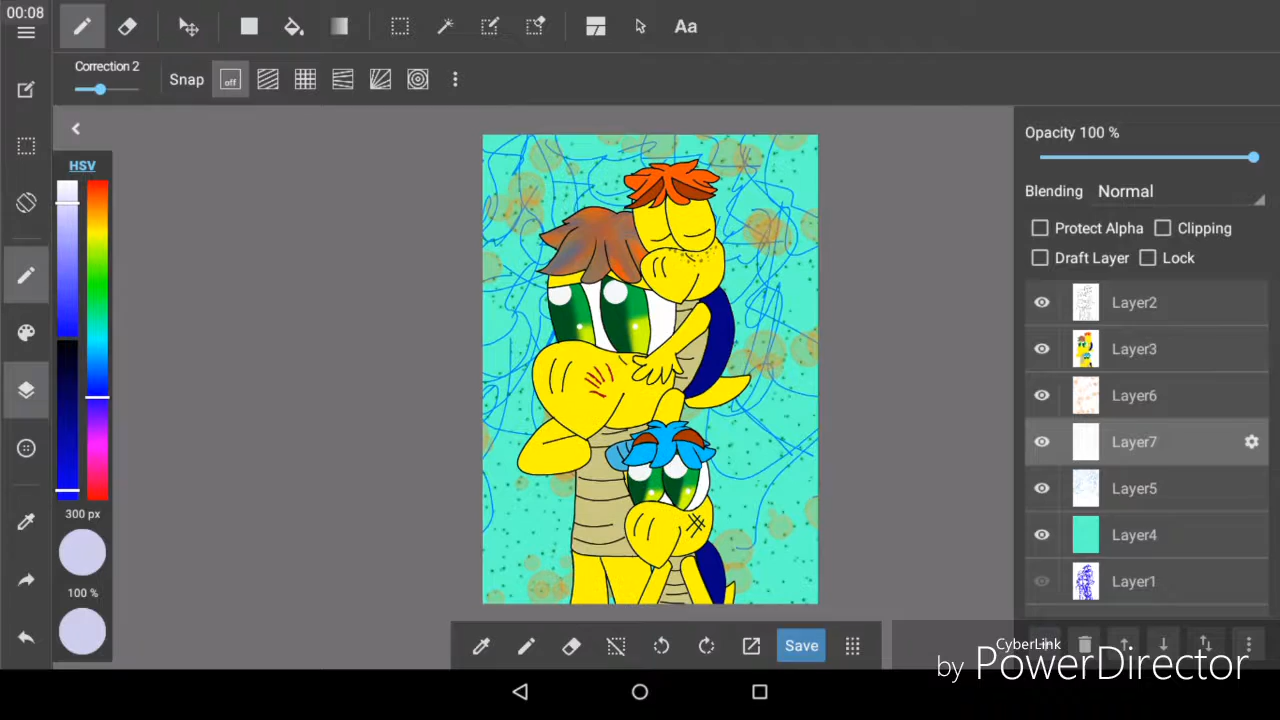 00:08
Aa
Correction 2
Snap
off
HSV
Opacity 100 %
Blending Normal
Protect Alpha Clipping
Draft Layer Lock
Layer2
Layer3
Layer6
Layer7
Layer5
Layer4
Layer1
300 px
100 %
Save
CyberLink
by PowerDirector